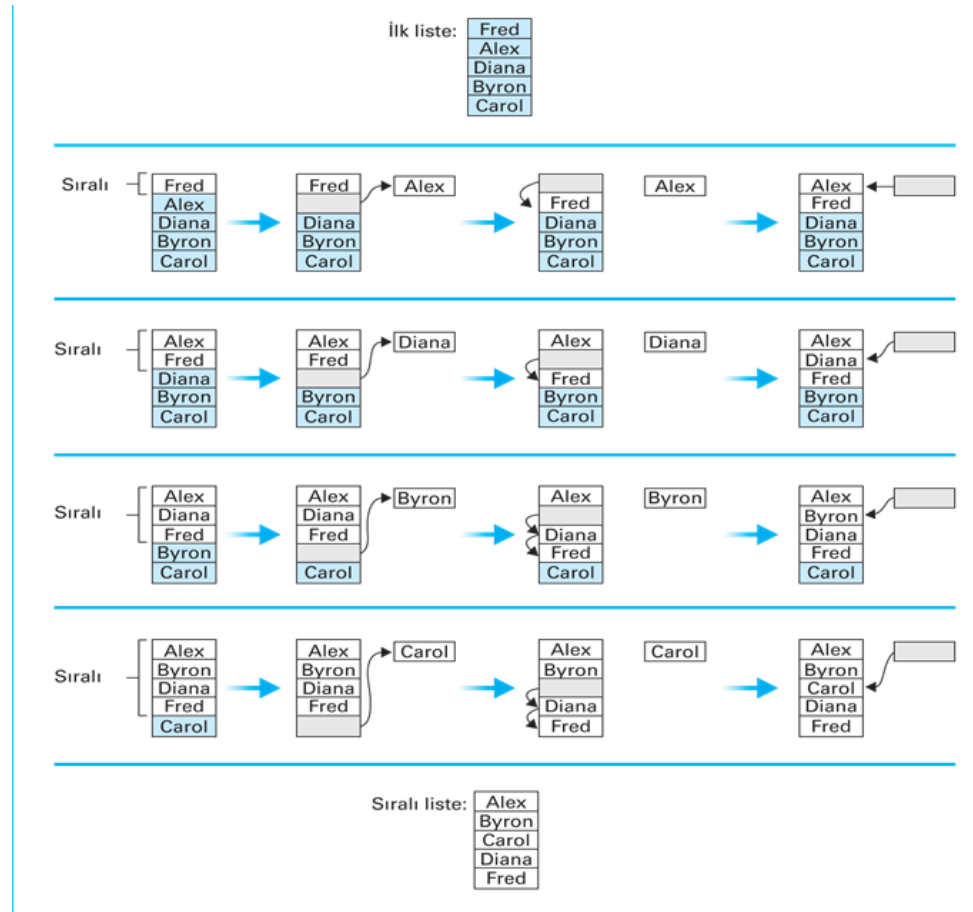 İlk liste: Fred
Alex
Diana
Byron
Carol
Sıralı Fred Fred Alex Alex Alex
Alex Fred Fred
Diana Diana Diana Diana
Byron Byron Byron Byron
Carol Carol Carol Carol
Sıralı Alex Alex Diana Alex Diana Alex
Fred Fred Diana
Diana Fred Fred
Byron Byron Byron Byron
Carol Carol Carol Carol
Sıralı Alex Alex Byron Alex Byron Alex
Diana Diana Byron
Fred Fred Diana Diana
Byron Fred Fred
Carol Carol Carol Carol
Sıralı Alex Alex Carol Alex Carol Alex
Byron Byron Byron Byron
Diana Diana Carol
Fred Fred Diana Diana
Carol Fred Fred
Sıralı liste: Alex
Byron
Carol
Diana
Fred